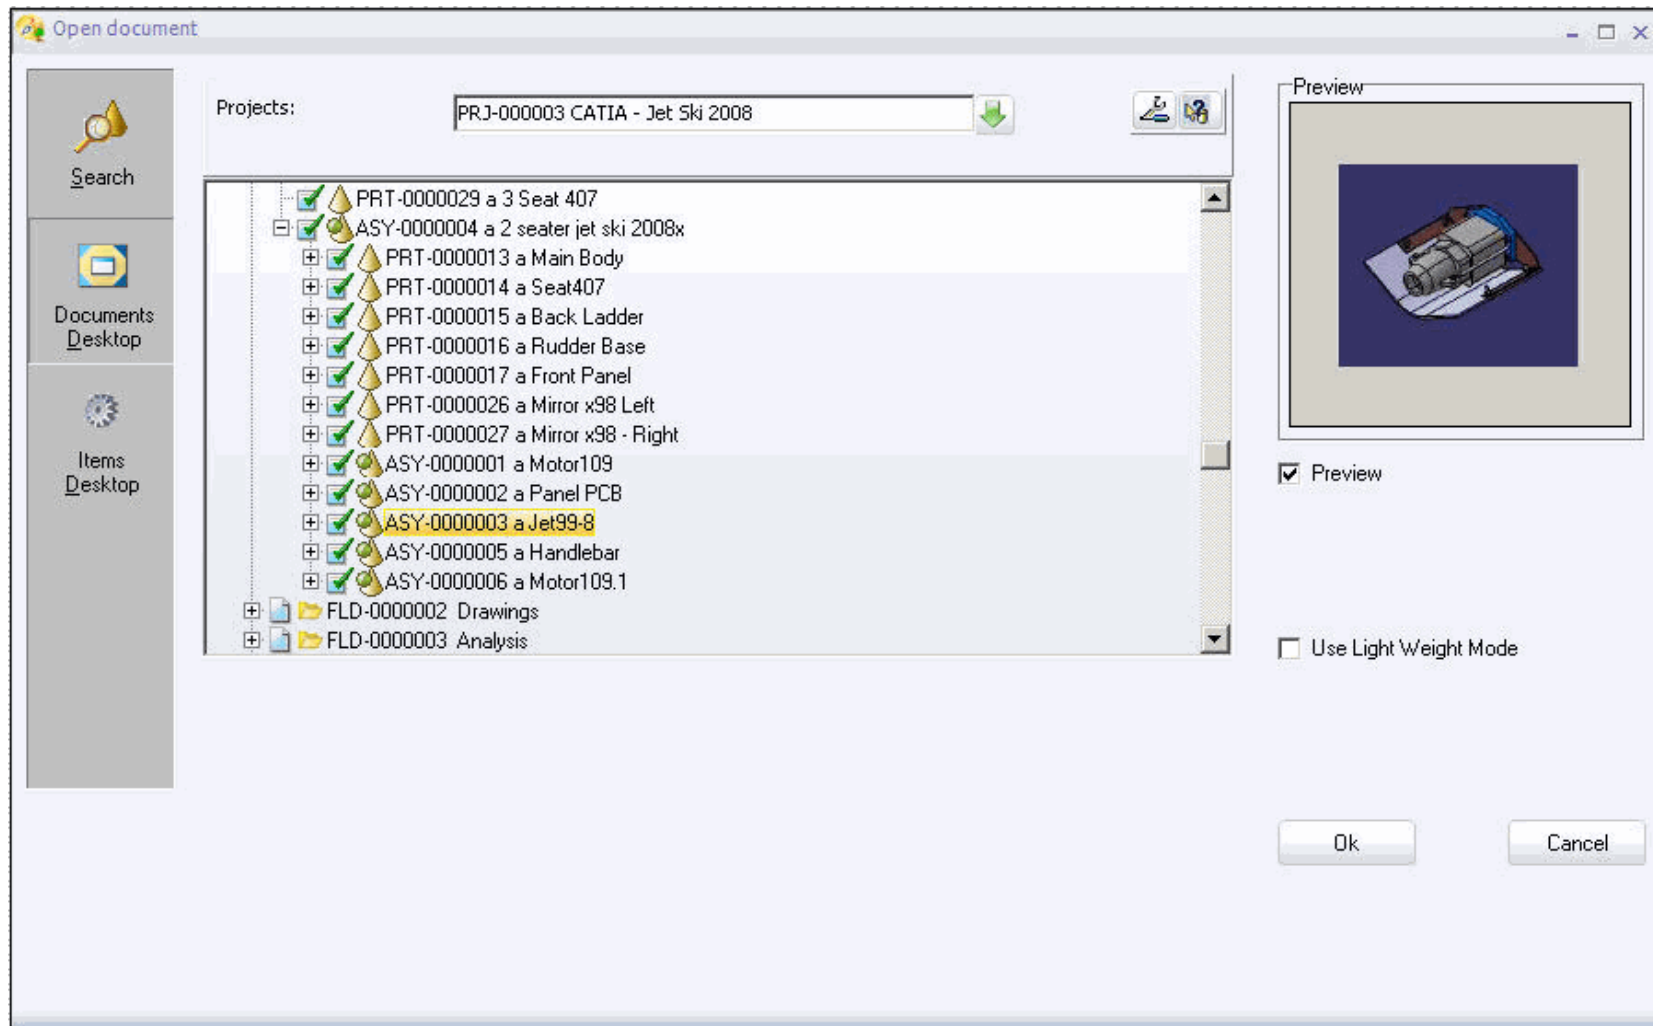 Open document
Search
Documents
Desktop
Items
Desktop
Projects:
PRJ-000003 CATIA - Jet Ski 2008
PRT-0000029 a 3 Seat 407
ASY-0000004 a 2 seater jet ski 2008x
PRT-0000013 a Main Body
PRT-0000014 a Seat407
PRT-0000015 a Back Ladder
PRT-0000016 a Rudder Base
PRT-0000017 a Front Panel
PRT-0000026 a Mirror x98 Left
PRT-0000027 a Mirror x98 - Right
ASY-0000001 a Motor109
ASY-0000002 a Panel PCB
ASY-0000003 a Jet99-8
ASY-0000005 a Handlebar
ASY-0000006 a Motor109.1
FLD-0000002 Drawings
FLD-0000003 Analysis
Preview
Preview
Use Light Weight Mode
Ok
Cancel